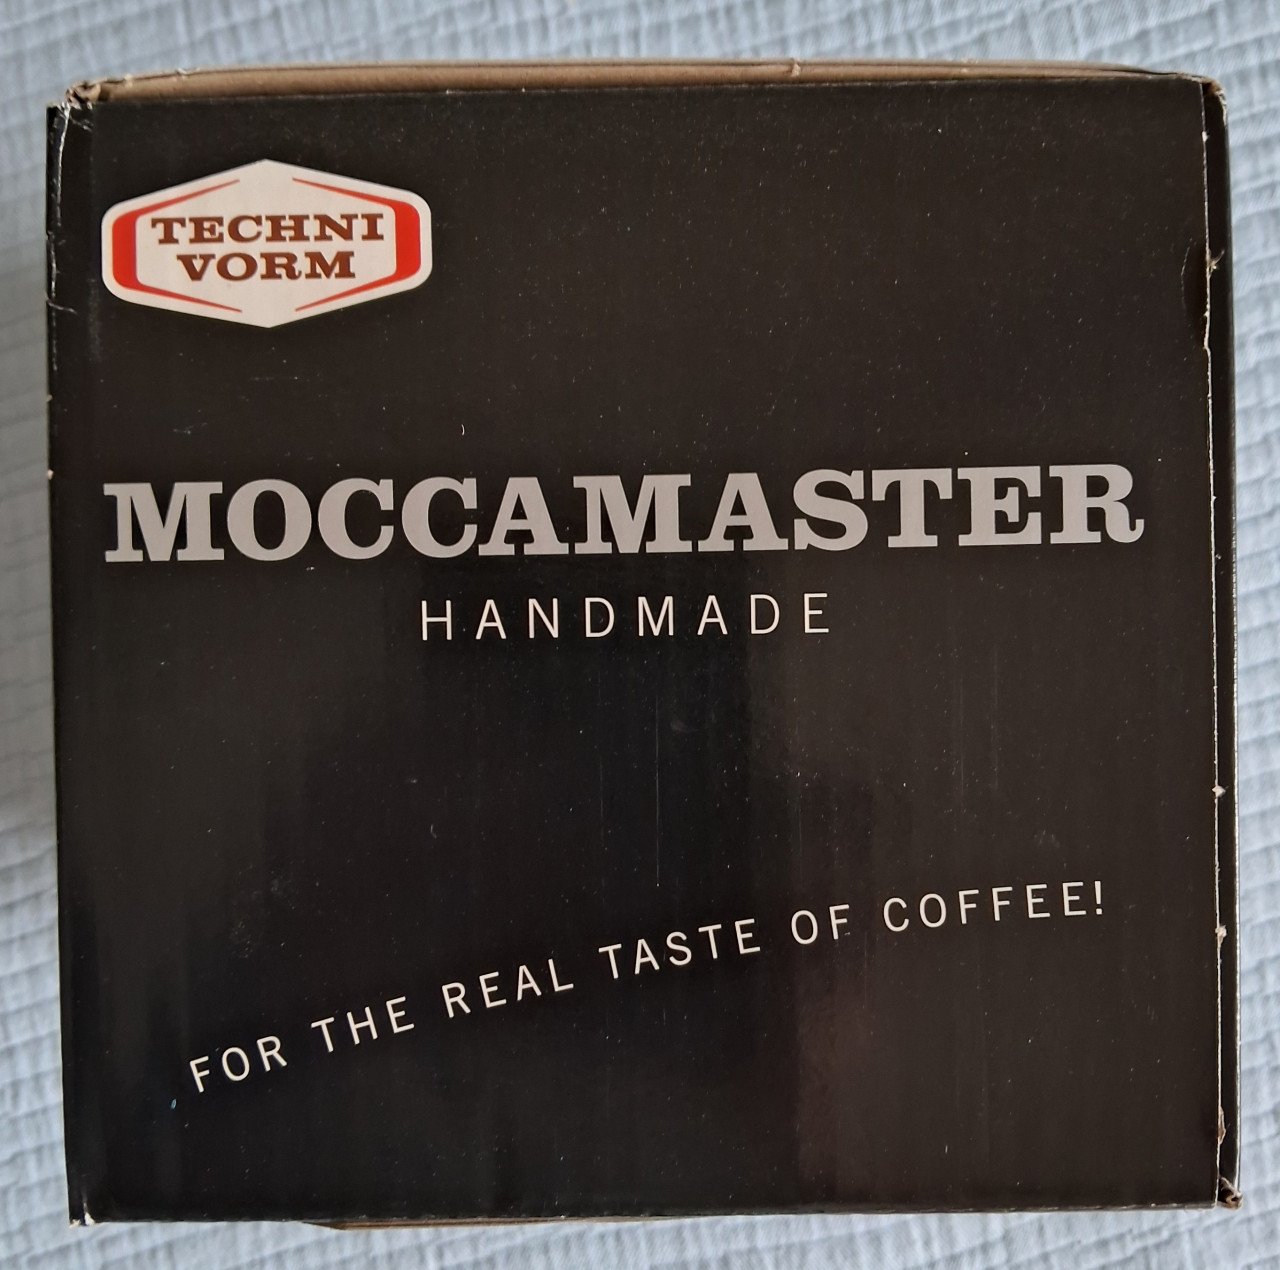 TECHNI
VORM
MOCCAMASTER
HANDMADE
FOR THE REAL TASTE OF COFFEE!